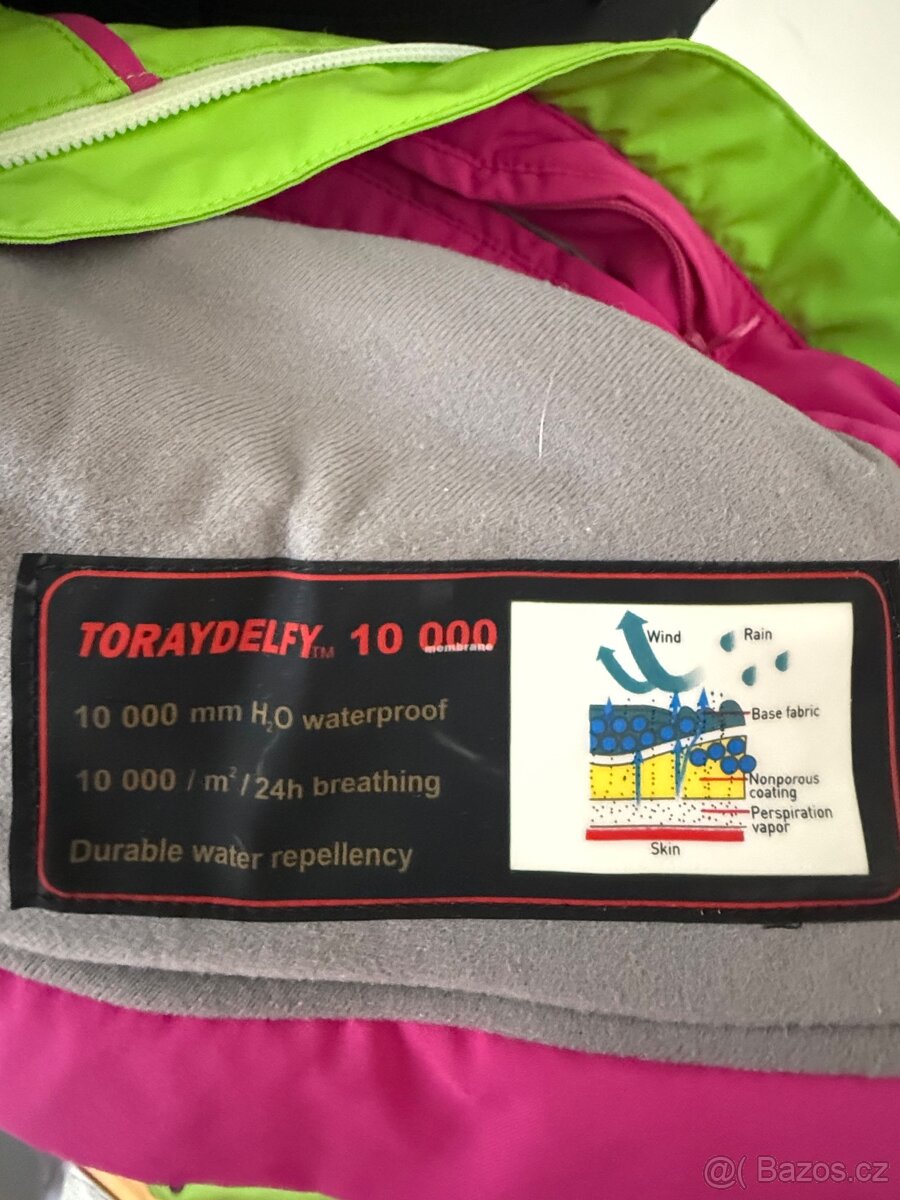 TORAYDELFY™ 10 000
membrane
10 000 mm H₂O waterproof
10 000 / m² / 24h breathing
Durable water repellency
Wind
Rain
Base fabric
Nonporous
coating
Perspiration
vapor
Skin
@( Bazos.cz